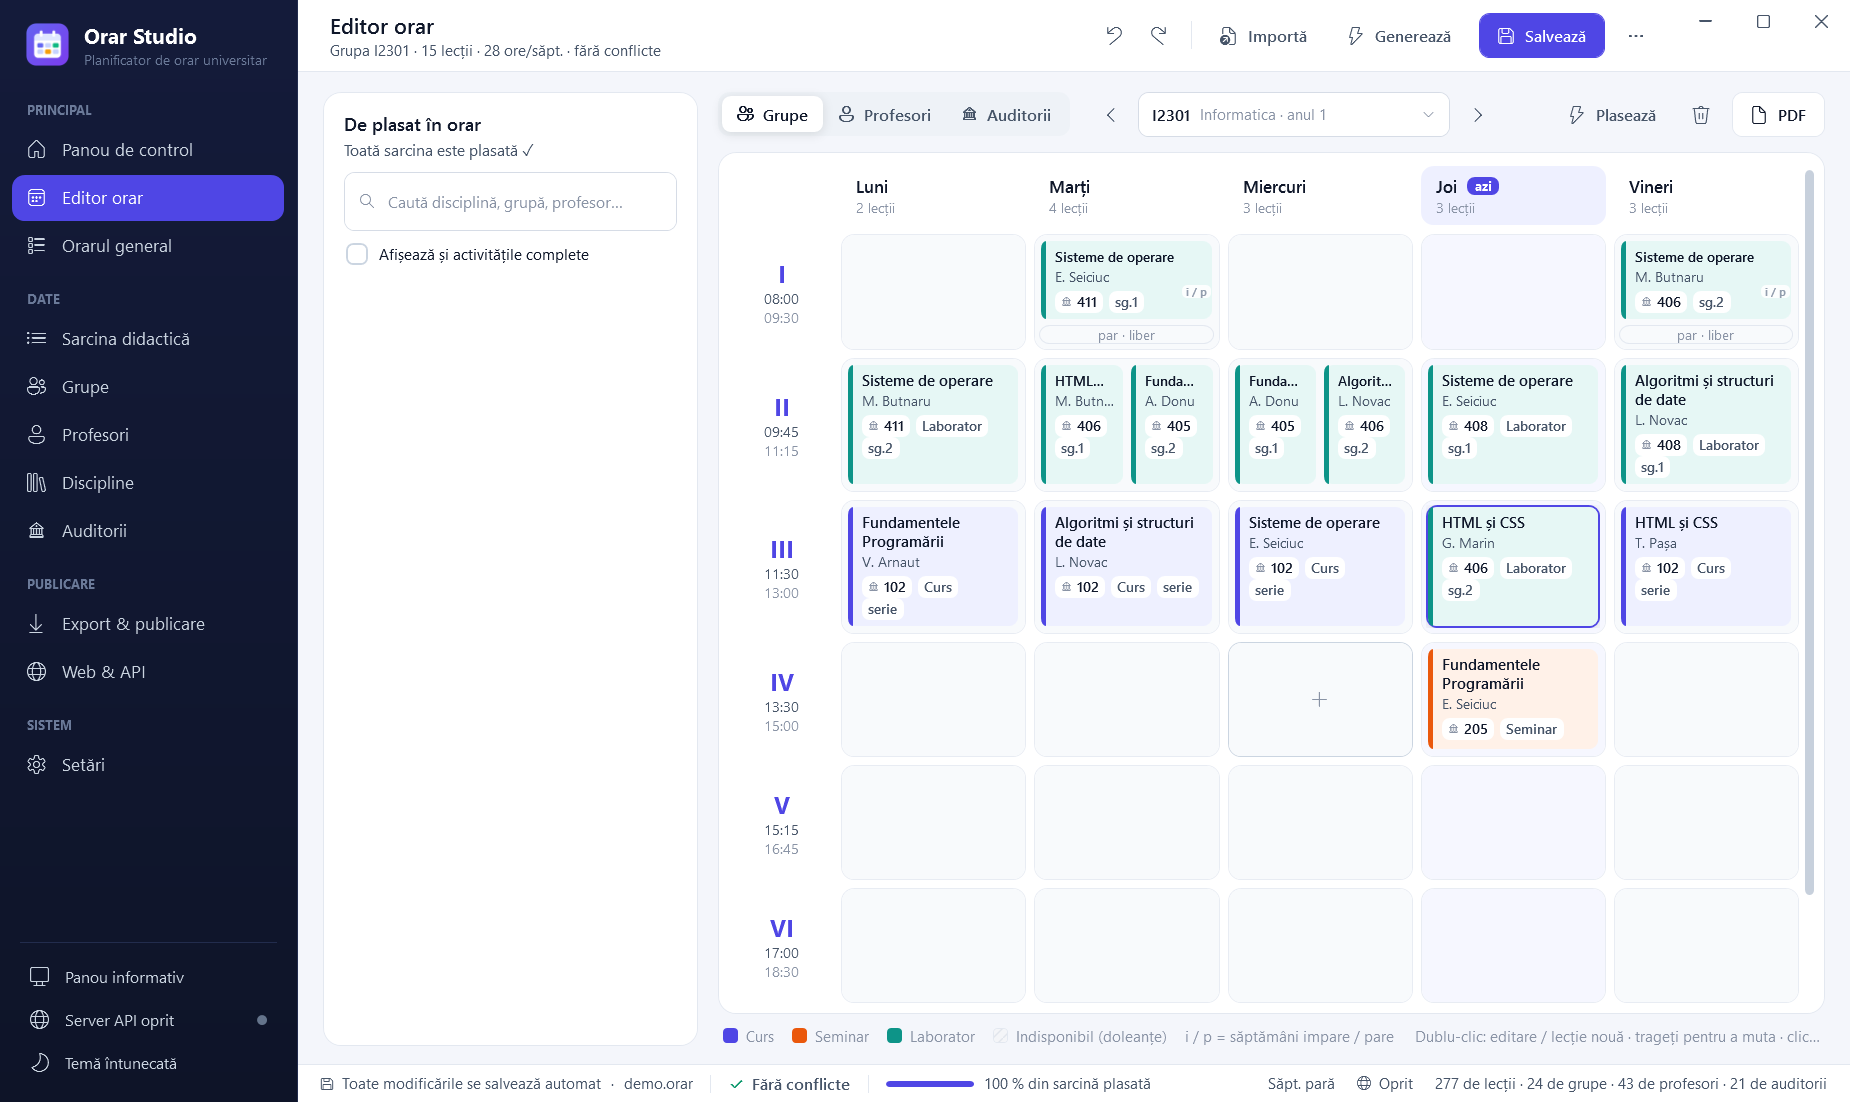 Orar Studio
Planificator de orar universitar
PRINCIPAL
Panou de control
Editor orar
Orarul general
DATE
Sarcina didactică
Grupe
Profesori
Discipline
Auditorii
PUBLICARE
Export & publicare
Web & API
SISTEM
Setări
Panou informativ
Server API oprit
Temă întunecată
Editor orar
Grupa I2301 · 15 lecții · 28 ore/săpt. · fără conflicte
Importă
Generează
Salvează
De plasat în orar
Toată sarcina este plasată ✓
Caută disciplină, grupă, profesor...
Afișează și activitățile complete
Grupe
Profesori
Auditorii
I2301 Informatica · anul 1
Plasează
PDF
Luni
2 lecții
Marți
4 lecții
Miercuri
3 lecții
Joi azi
3 lecții
Vineri
3 lecții
I
08:00
09:30
Sisteme de operare
E. Seiciuc
411 sg.1
i / p
par · liber
Sisteme de operare
M. Butnaru
406 sg.2
i / p
par · liber
II
09:45
11:15
Sisteme de operare
M. Butnaru
411 Laborator
sg.2
HTML...
M. Butn...
406
sg.1
Funda...
A. Donu
405
sg.2
Funda...
A. Donu
405
sg.1
Algorit...
L. Novac
406
sg.2
Sisteme de operare
E. Seiciuc
408 Laborator
sg.1
Algoritmi și structuri
de date
L. Novac
408 Laborator
sg.1
III
11:30
13:00
Fundamentele
Programării
V. Arnaut
102 Curs
serie
Algoritmi și structuri
de date
L. Novac
102 Curs serie
Sisteme de operare
E. Seiciuc
102 Curs
serie
HTML și CSS
G. Marin
406 Laborator
sg.2
HTML și CSS
T. Pașa
102 Curs
serie
IV
13:30
15:00
Fundamentele
Programării
E. Seiciuc
205 Seminar
V
15:15
16:45
VI
17:00
18:30
Curs
Seminar
Laborator
Indisponibil (doleanțe)
i / p = săptămâni impare / pare
Dublu-clic: editare / lecție nouă · trageți pentru a muta · clic...
Toate modificările se salvează automat · demo.orar
Fără conflicte
100 % din sarcină plasată
Săpt. pară
Oprit
277 de lecții · 24 de grupe · 43 de profesori · 21 de auditorii